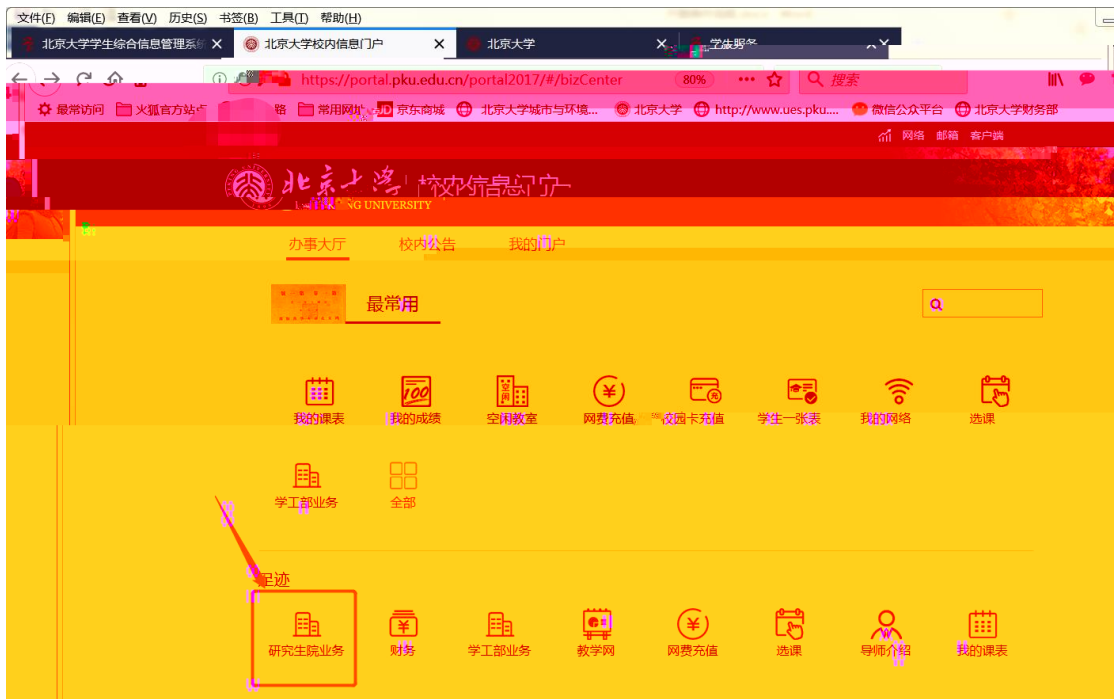 文件(F) 编辑(E) 查看(V) 历史(S) 书签(B) 工具(T) 帮助(H)
北京大学学生综合信息管理系统 北京大学校内信息门户 北京大学 学生服务
https://portal.pku.edu.cn/portal2017/#/bizCenter 80% 搜索
最常访问 火狐官方站点 常用网址 JD 京东商城 北京大学城市与环境... 北京大学 http://www.ues.pku.... 微信公众平台 北京大学财务部
网络 邮箱 客户端
北京大学 校内信息门户
UNIVERSITY
办事大厅 校内公告 我的门户
最常用
我的课表 我的成绩 空闲教室 网费充值 校园卡充值 学生一张表 我的网络 选课
学工部业务 全部
足迹
研究生院业务 财务 学工部业务 教学网 网费充值 选课 导师介绍 我的课表